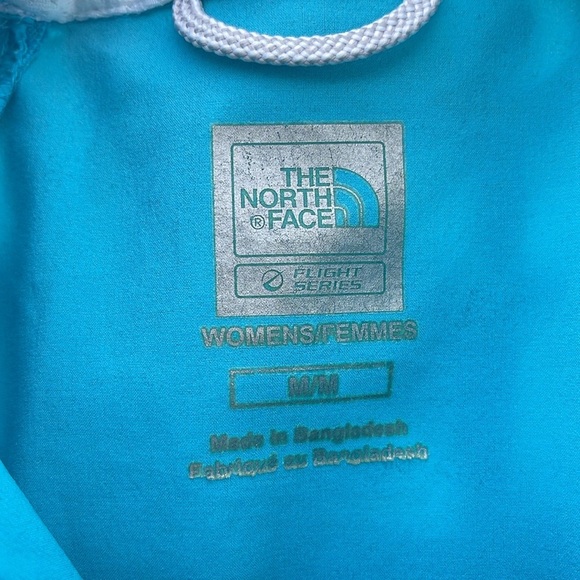 THE
NORTH
® FACE
FLIGHT
SERIES
WOMENS/FEMMES
M/M
Made in Bangladesh
Fabriqué au Bangladesh